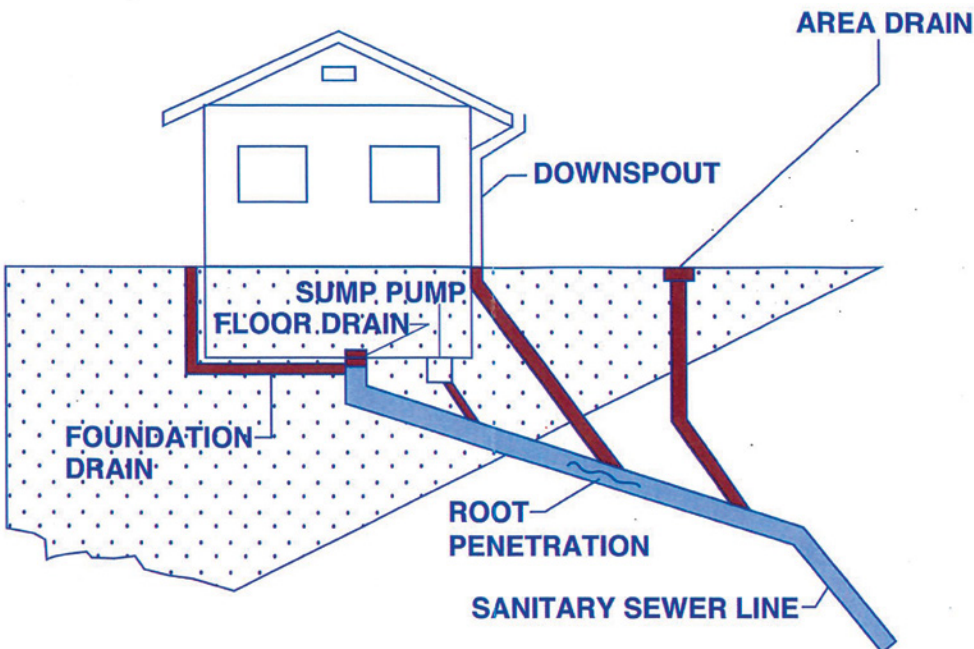 AREA DRAIN
DOWNSPOUT
SUMP PUMP
FLOOR DRAIN
FOUNDATION
DRAIN
ROOT
PENETRATION
SANITARY SEWER LINE